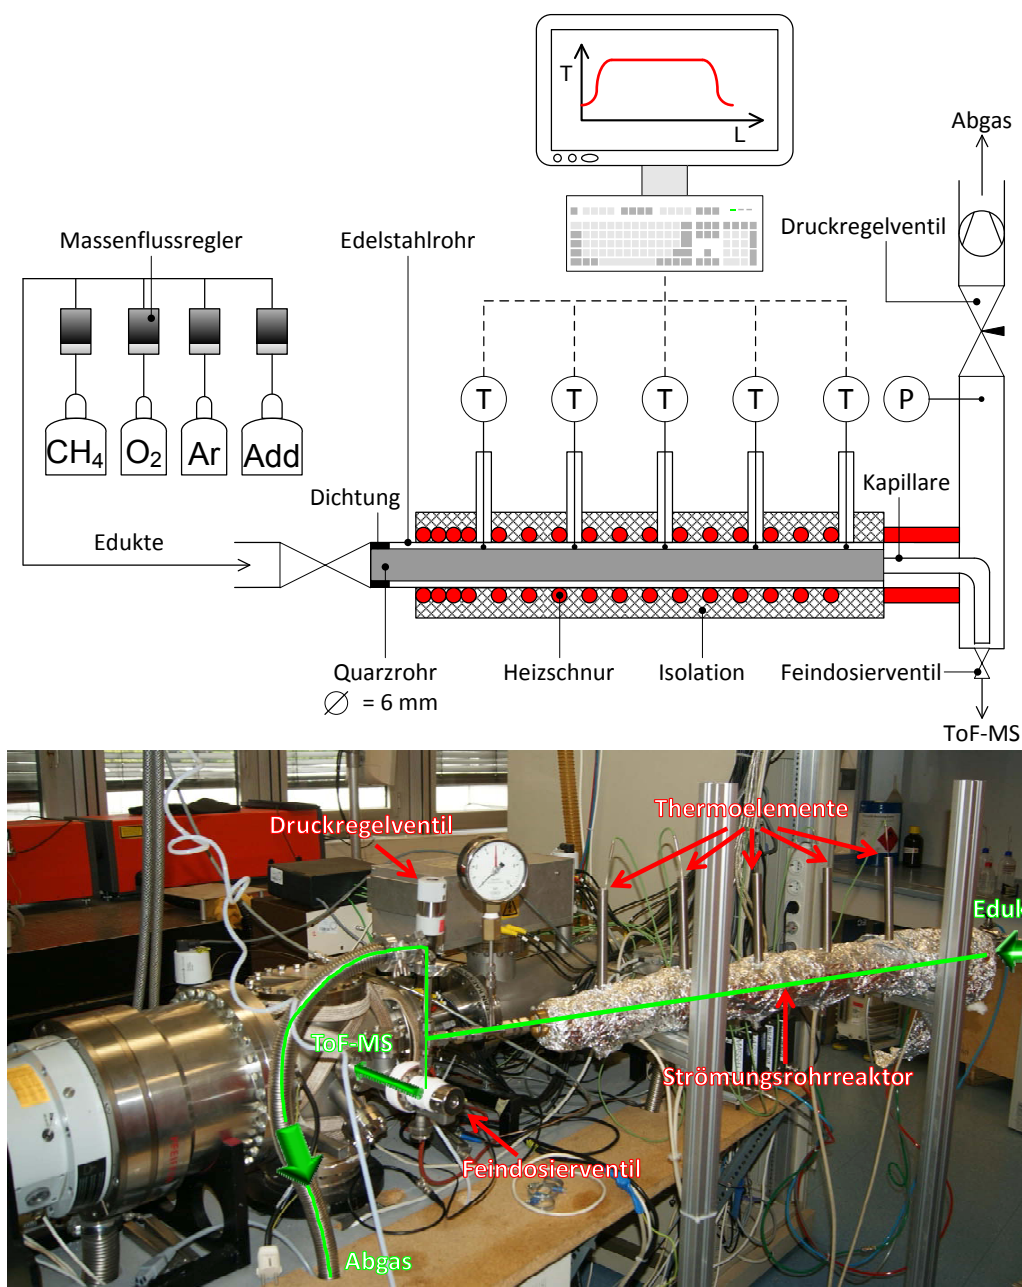 T
L
Abgas
Massenflussregler
Edelstahlrohr
Druckregelventil
T T T T T P
CH₄ O₂ Ar Add
Dichtung
Kapillare
Edukte
Quarzrohr
∅ = 6 mm
Heizschnur
Isolation
Feindosierventil
ToF-MS
Thermoelemente
Druckregelventil
Eduk
ToF-MS
Strömungsrohrreaktor
Feindosierventil
Abgas